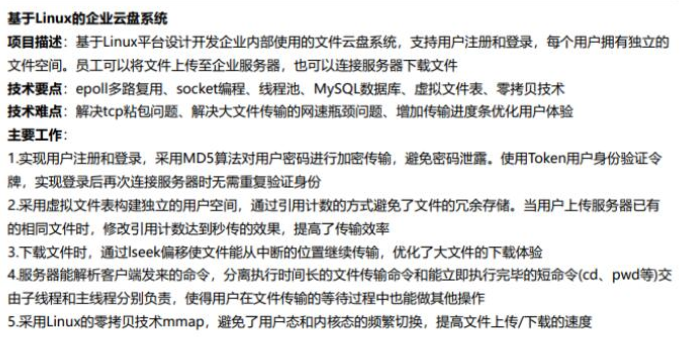 基于Linux的企业云盘系统
项目描述：基于Linux平台设计开发企业内部使用的文件云盘系统，支持用户注册和登录，每个用户拥有独立的
文件空间。员工可以将文件上传至企业服务器，也可以连接服务器下载文件
技术要点：epoll多路复用、socket编程、线程池、MySQL数据库、虚拟文件表、零拷贝技术
技术难点：解决tcp粘包问题、解决大文件传输的网速瓶颈问题、增加传输进度条优化用户体验
主要工作：
1.实现用户注册和登录，采用MD5算法对用户密码进行加密传输，避免密码泄露。使用Token用户身份验证令
牌，实现登录后再次连接服务器时无需重复验证身份
2.采用虚拟文件表构建独立的用户空间，通过引用计数的方式避免了文件的冗余存储。当用户上传服务器已有
的相同文件时，修改引用计数达到秒传的效果，提高了传输效率
3.下载文件时，通过lseek偏移使文件能从中断的位置继续传输，优化了大文件的下载体验
4.服务器能解析客户端发来的命令，分离执行时间长的文件传输命令和能立即执行完毕的短命令(cd、pwd等)交
由子线程和主线程分别负责，使得用户在文件传输的等待过程中也能做其他操作
5.采用Linux的零拷贝技术mmap，避免了用户态和内核态的频繁切换，提高文件上传/下载的速度